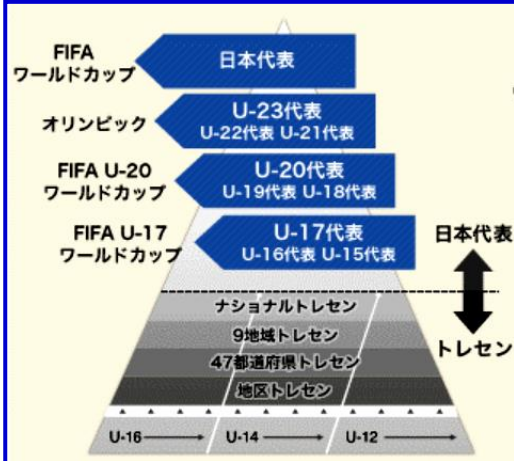 FIFA
ワールドカップ
日本代表
オリンピック
U-23代表
U-22代表 U-21代表
FIFA U-20
ワールドカップ
U-20代表
U-19代表 U-18代表
FIFA U-17
ワールドカップ
U-17代表
U-16代表 U-15代表
日本代表
トレセン
ナショナルトレセン
9地域トレセン
47都道府県トレセン
地区トレセン
U-16
U-14
U-12